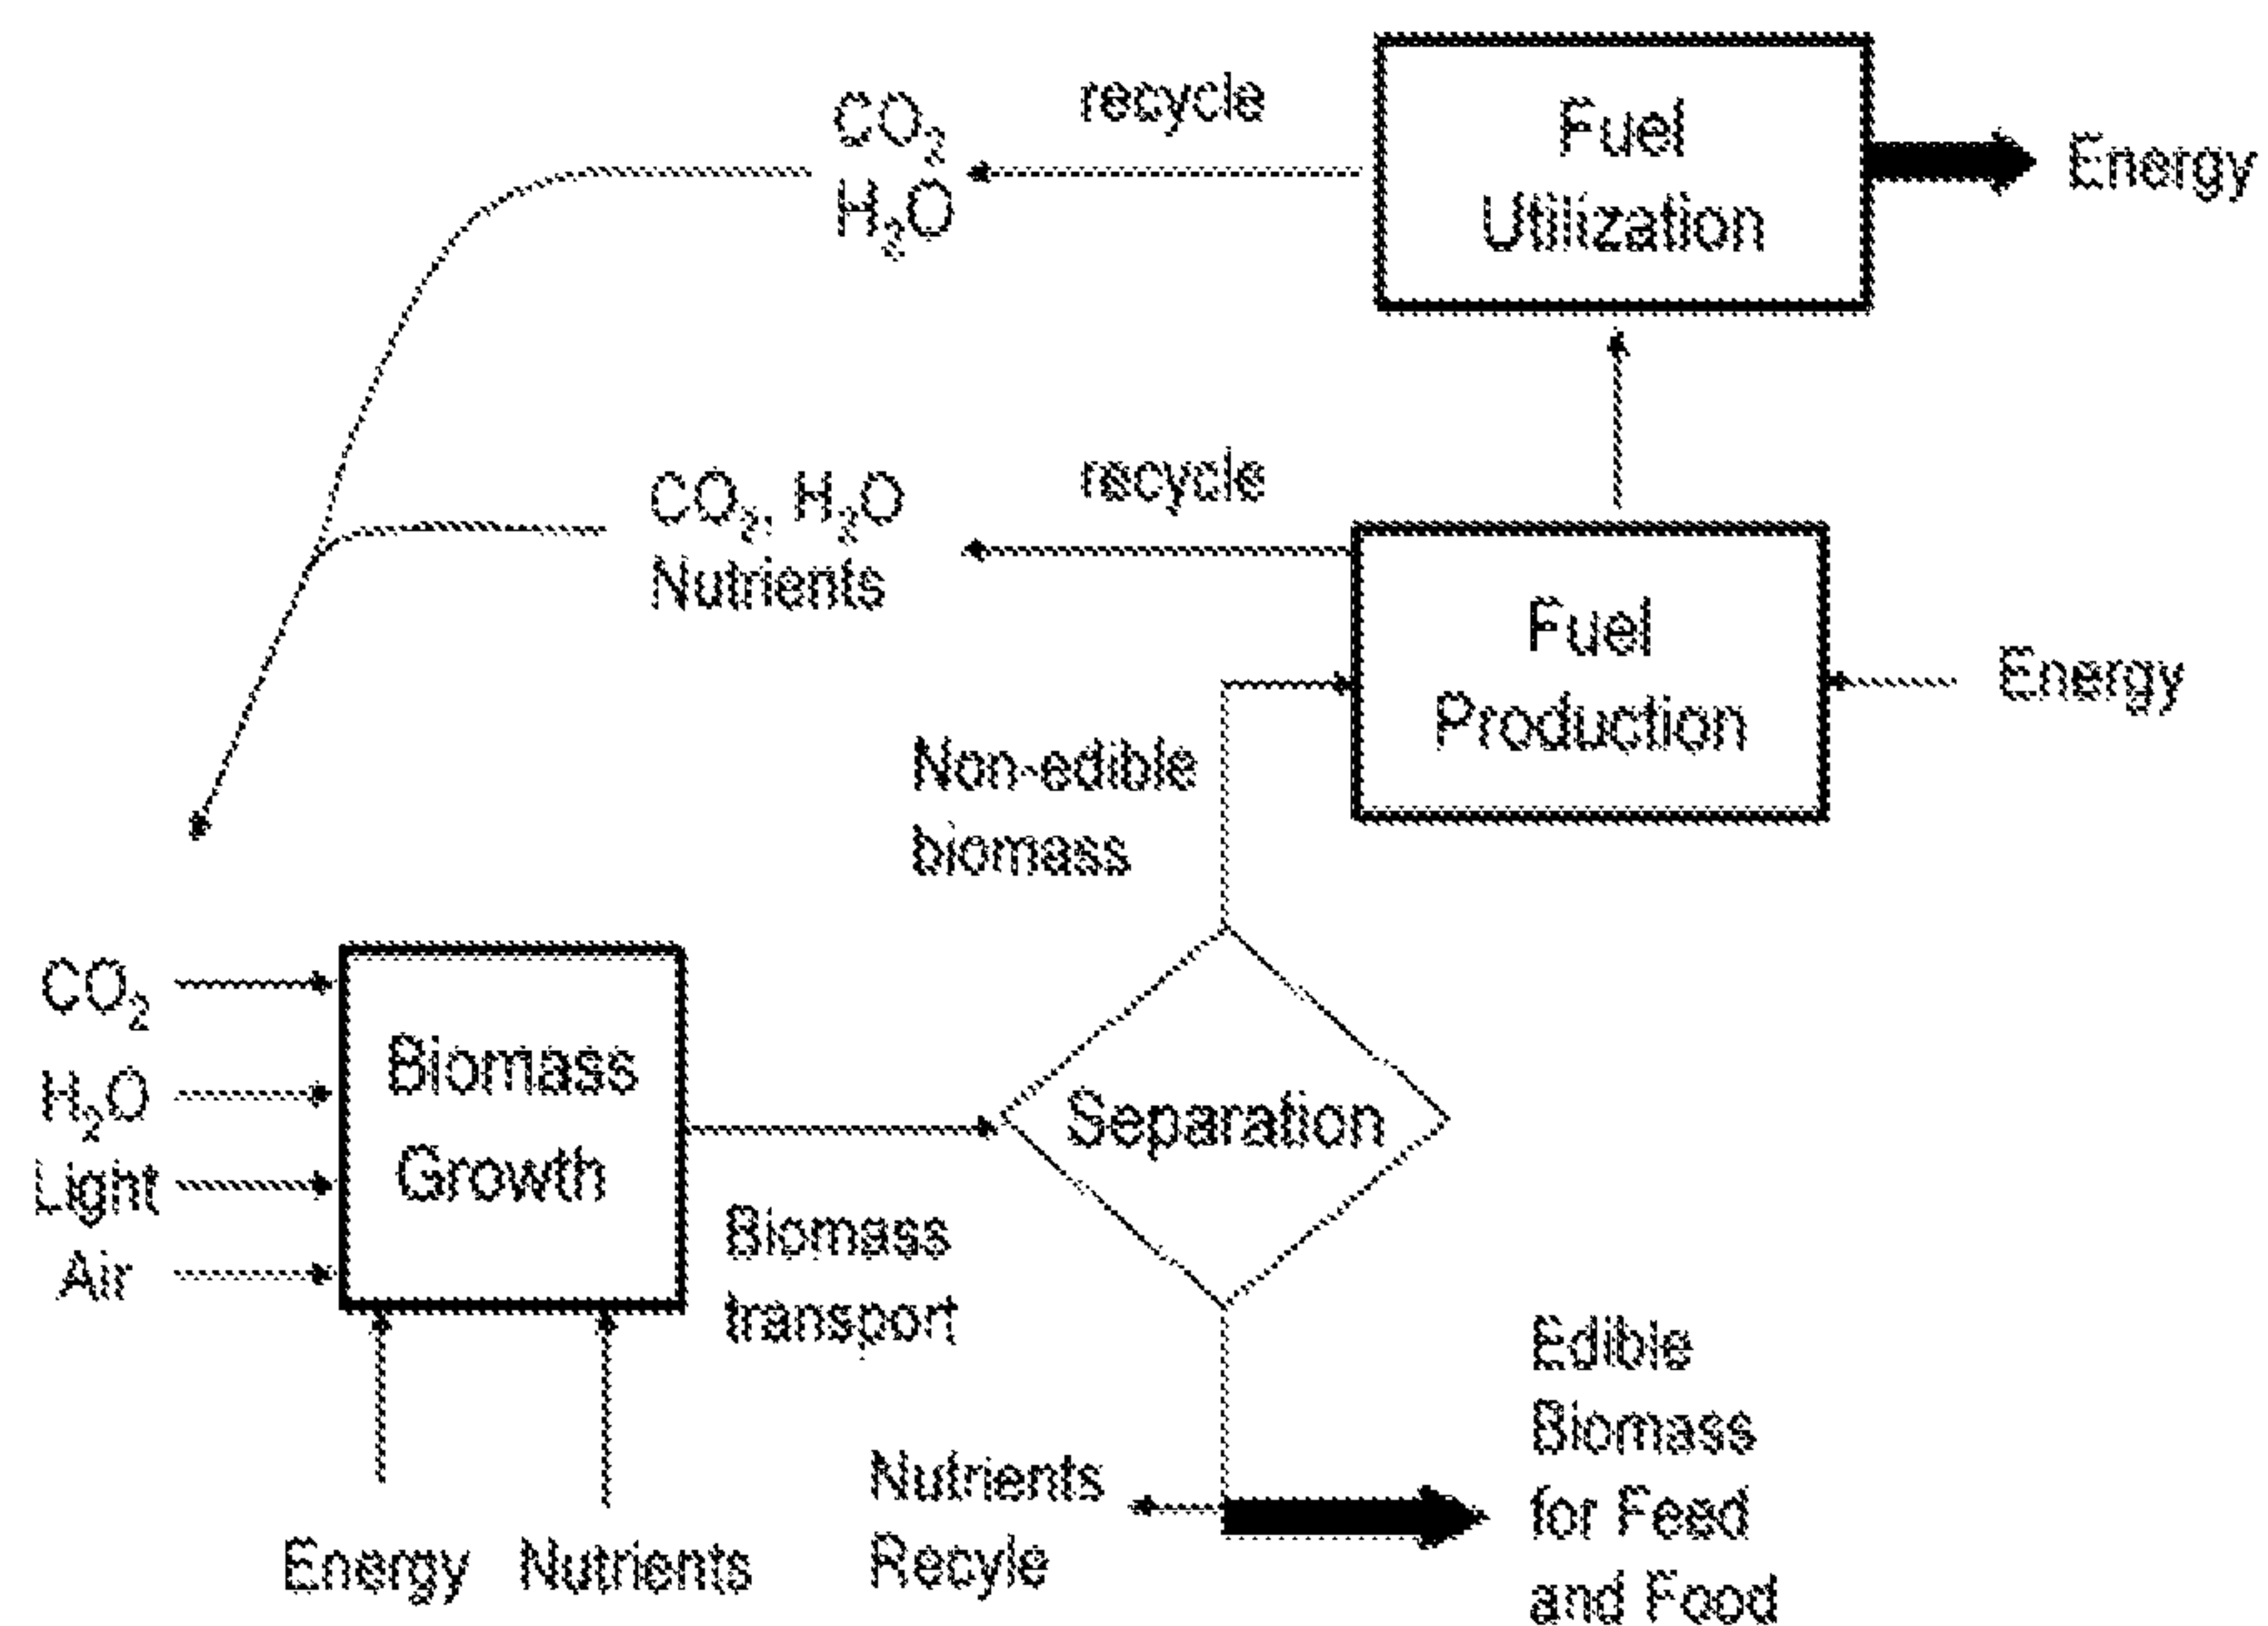 recycle
CO₂
H₂O
Fuel
Utilization
Energy
recycle
CO₂, H₂O
Nutrients
Fuel
Production
Energy
Non-edible
biomass
CO₂
H₂O
Light
Air
Biomass
Growth
Biomass
transport
Separation
Energy
Nutrients
Nutrients
Recyle
Edible
Biomass
for Feed
and Food